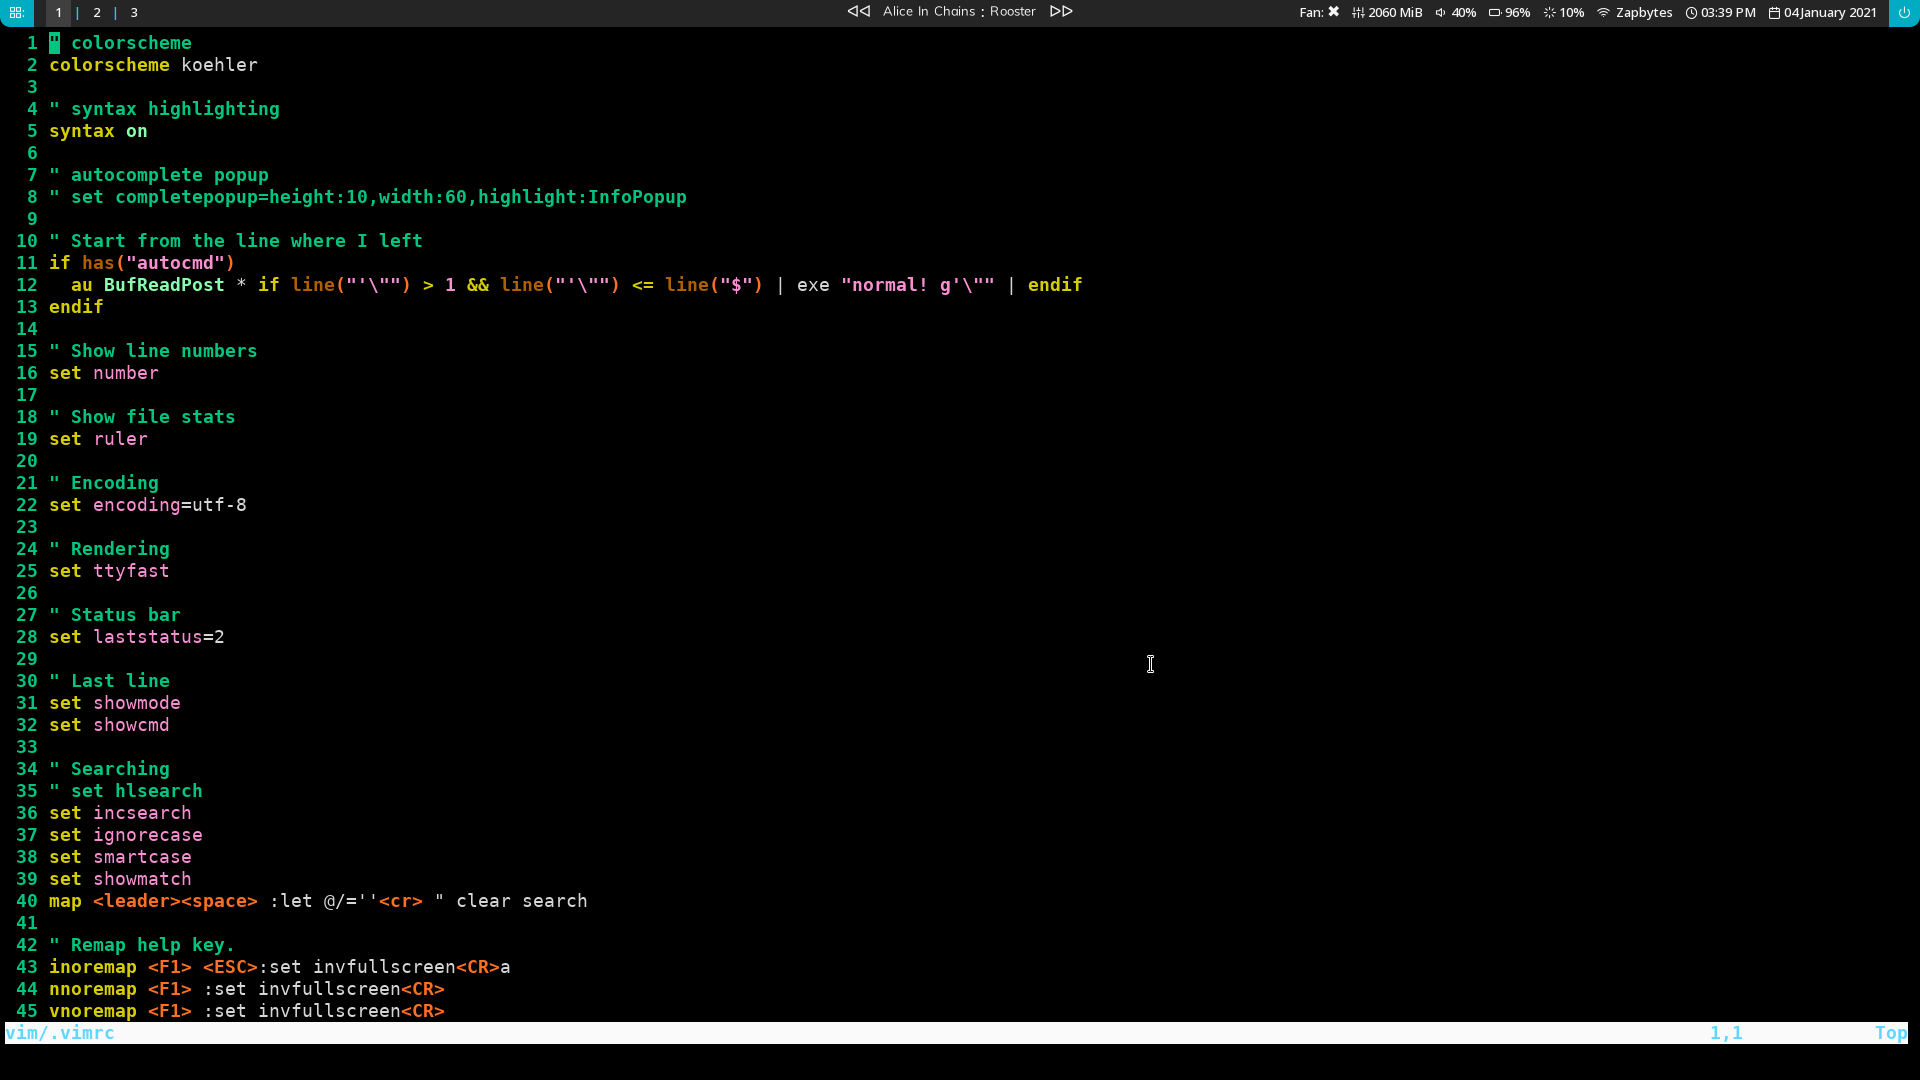 1 | 2 | 3 Alice In Chains : Rooster Fan: ✖ 2060 MiB 40% 96% 10% Zapbytes 03:39 PM 04 January 2021
1 " colorscheme
2 colorscheme koehler
3
4 " syntax highlighting
5 syntax on
6
7 " autocomplete popup
8 " set completepopup=height:10,width:60,highlight:InfoPopup
9
10 " Start from the line where I left
11 if has("autocmd")
12   au BufReadPost * if line("'\"") > 1 && line("'\"") <= line("$") | exe "normal! g'\"" | endif
13 endif
14
15 " Show line numbers
16 set number
17
18 " Show file stats
19 set ruler
20
21 " Encoding
22 set encoding=utf-8
23
24 " Rendering
25 set ttyfast
26
27 " Status bar
28 set laststatus=2
29
30 " Last line
31 set showmode
32 set showcmd
33
34 " Searching
35 " set hlsearch
36 set incsearch
37 set ignorecase
38 set smartcase
39 set showmatch
40 map <leader><space> :let @/=''<cr> " clear search
41
42 " Remap help key.
43 inoremap <F1> <ESC>:set invfullscreen<CR>a
44 nnoremap <F1> :set invfullscreen<CR>
45 vnoremap <F1> :set invfullscreen<CR>
vim/.vimrc 1,1 Top